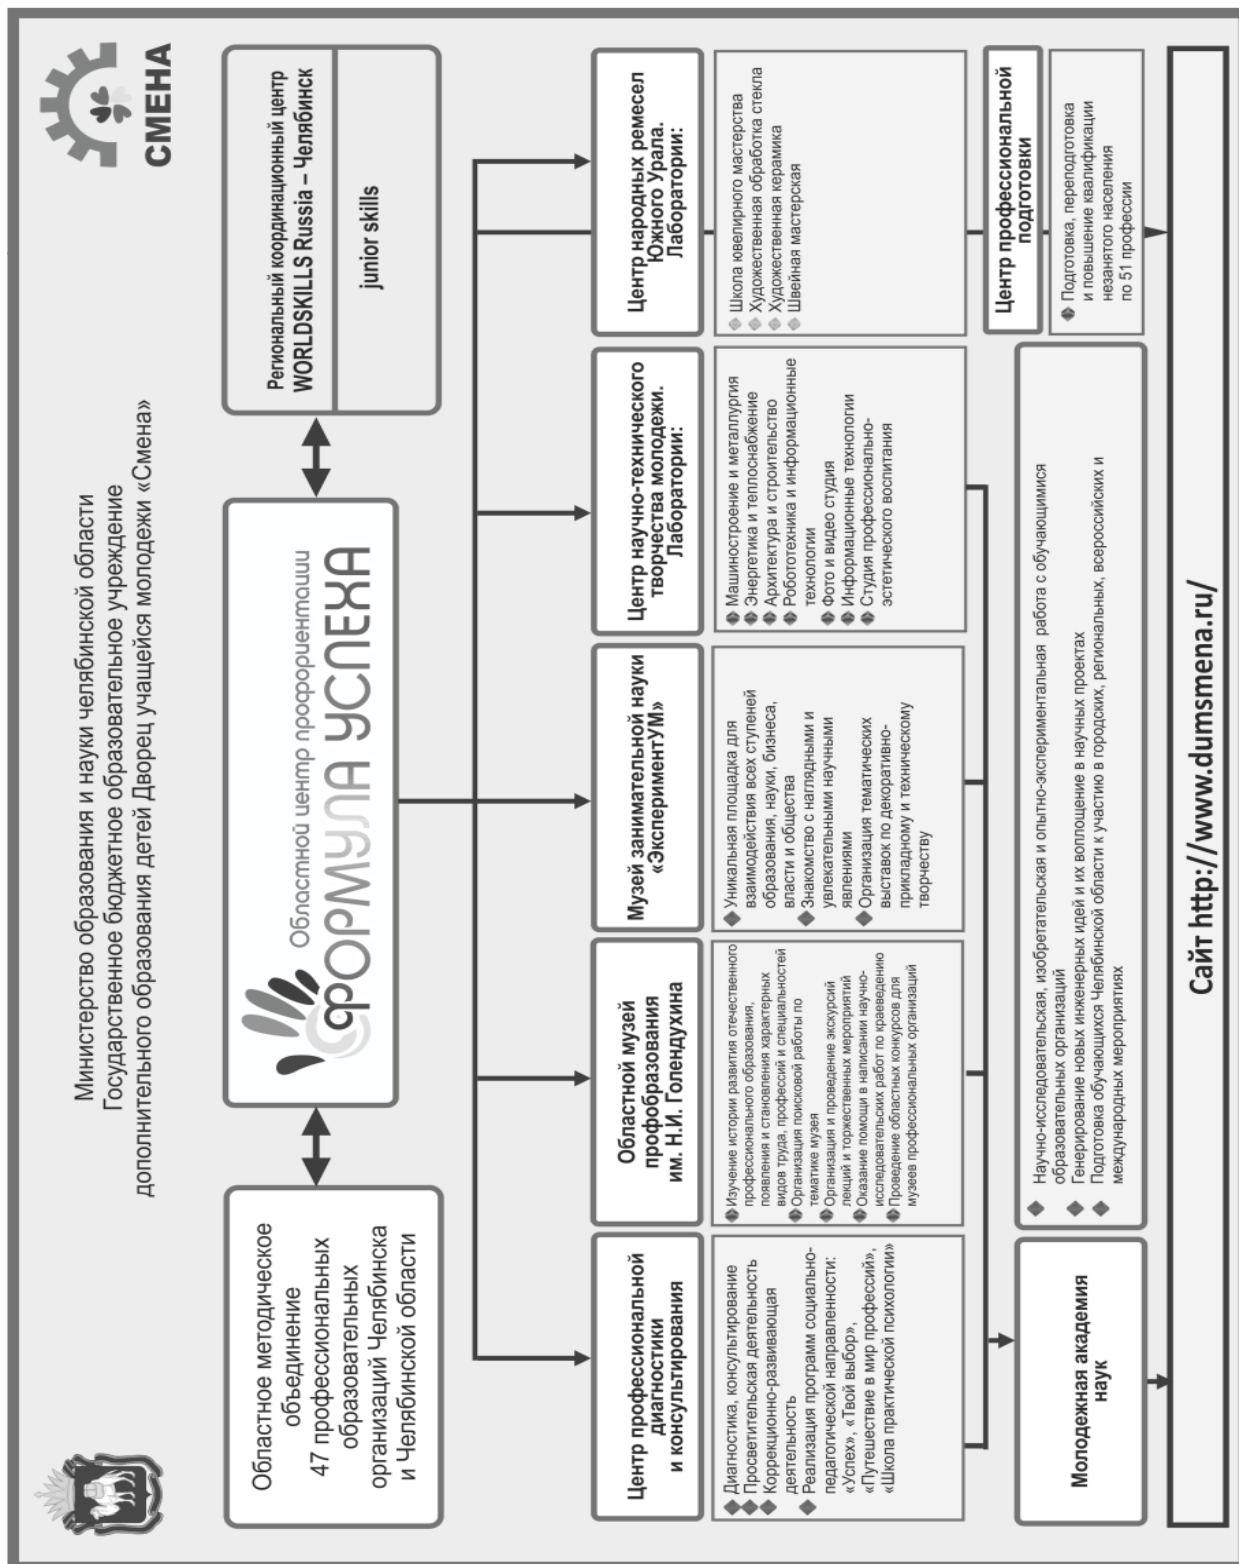 Министерство образования и науки челябинской области
Государственное бюджетное образовательное учреждение
дополнительного образования детей Дворец учащейся молодежи «Смена»
СМЕНА
Областное методическое
объединение
47 профессиональных
образовательных
организаций Челябинска
и Челябинской области
Областной центр профориентации
ФОРМУЛА УСПЕХА
Региональный координационный центр
WORLDSKILLS Russia – Челябинск
junior skills
Центр профессиональной
диагностики
и консультирования
Диагностика, консультирование
Просветительская деятельность
Коррекционно-развивающая
деятельность
Реализация программ социально-
педагогической направленности:
«Успех», «Твой выбор»,
«Путешествие в мир профессий»,
«Школа практической психологии»
Областной музей
профобразования
им. Н.И. Голендухина
Изучение истории развития отечественного
профессионального образования,
появления и становления характерных
видов труда, профессий и специальностей
Организация поисковой работы по
тематике музея
Организация и проведение экскурсий
лекций и торжественных мероприятий
Оказание помощи в написании научно-
исследовательских работ по краеведению
Проведение областных конкурсов для
музеев профессиональных организаций
Музей занимательной науки
«ЭкспериментУМ»
Уникальная площадка для
взаимодействия всех ступеней
образования, науки, бизнеса,
власти и общества
Знакомство с наглядными и
увлекательными научными
явлениями
Организация тематических
выставок по декоративно-
прикладному и техническому
творчеству
Центр научно-технического
творчества молодежи.
Лаборатории:
Машиностроение и металлургия
Энергетика и теплоснабжение
Архитектура и строительство
Робототехника и информационные
технологии
Фото и видео студия
Информационные технологии
Студия профессионально-
эстетического воспитания
Центр народных ремесел
Южного Урала.
Лаборатории:
Школа ювелирного мастерства
Художественная обработка стекла
Художественная керамика
Швейная мастерская
Молодежная академия
наук
Научно-исследовательская, изобретательская и опытно-экспериментальная работа с обучающимися
образовательных организаций
Генерирование новых инженерных идей и их воплощение в научных проектах
Подготовка обучающихся Челябинской области к участию в городских, региональных, всероссийских и
международных мероприятиях
Центр профессиональной
подготовки
Подготовка, переподготовка
и повышение квалификации
незанятого населения
по 51 профессии
Сайт http://www.dumsmena.ru/